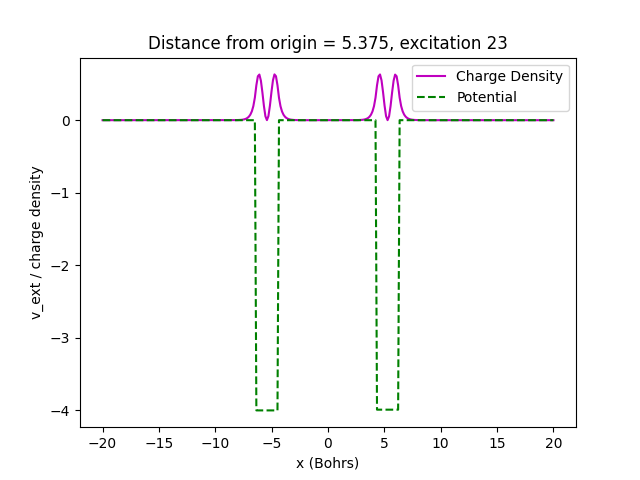 Distance from origin = 5.375, excitation 23
Charge Density
Potential
0
−1
−2
−3
−4
v_ext / charge density
−20
−15
−10
−5
0
5
10
15
20
x (Bohrs)